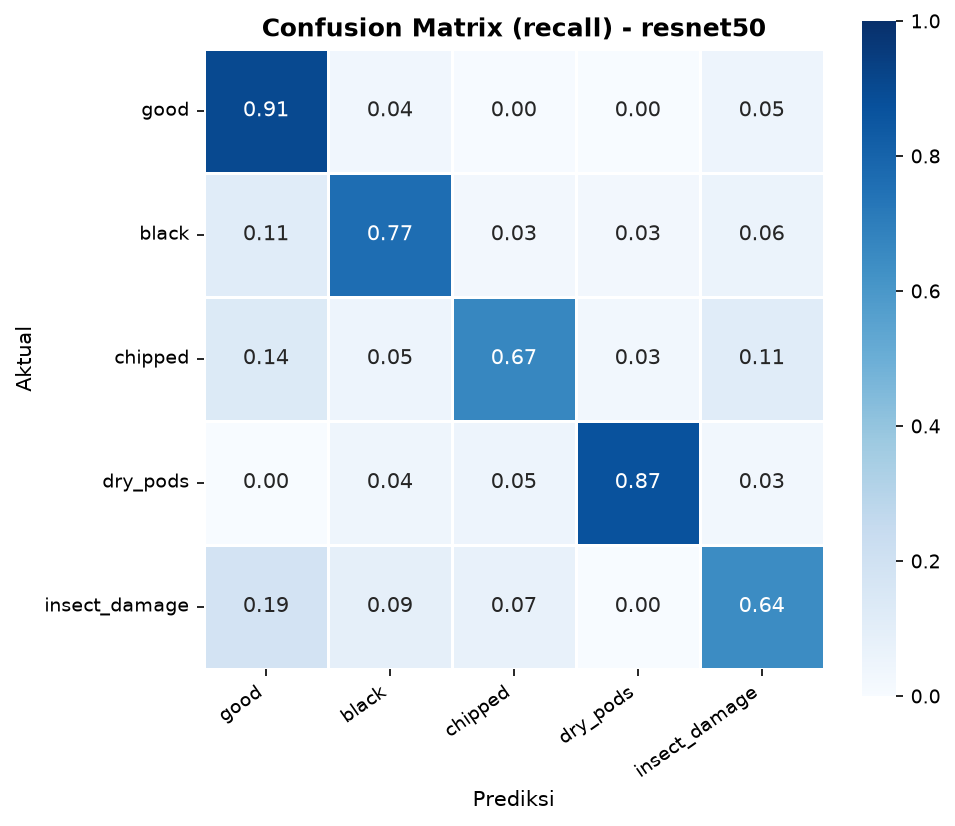 Confusion Matrix (recall) - resnet50
good 0.91 0.04 0.00 0.00 0.05
black 0.11 0.77 0.03 0.03 0.06
chipped 0.14 0.05 0.67 0.03 0.11
dry_pods 0.00 0.04 0.05 0.87 0.03
insect_damage 0.19 0.09 0.07 0.00 0.64
good black chipped dry_pods insect_damage
Aktual
Prediksi
1.0
0.8
0.6
0.4
0.2
0.0